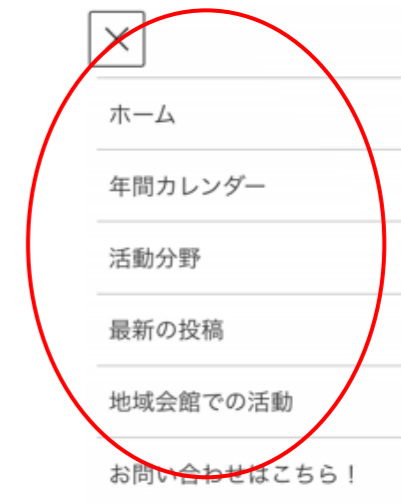 ホーム
年間カレンダー
活動分野
最新の投稿
地域会館での活動
お問い合わせはこちら！